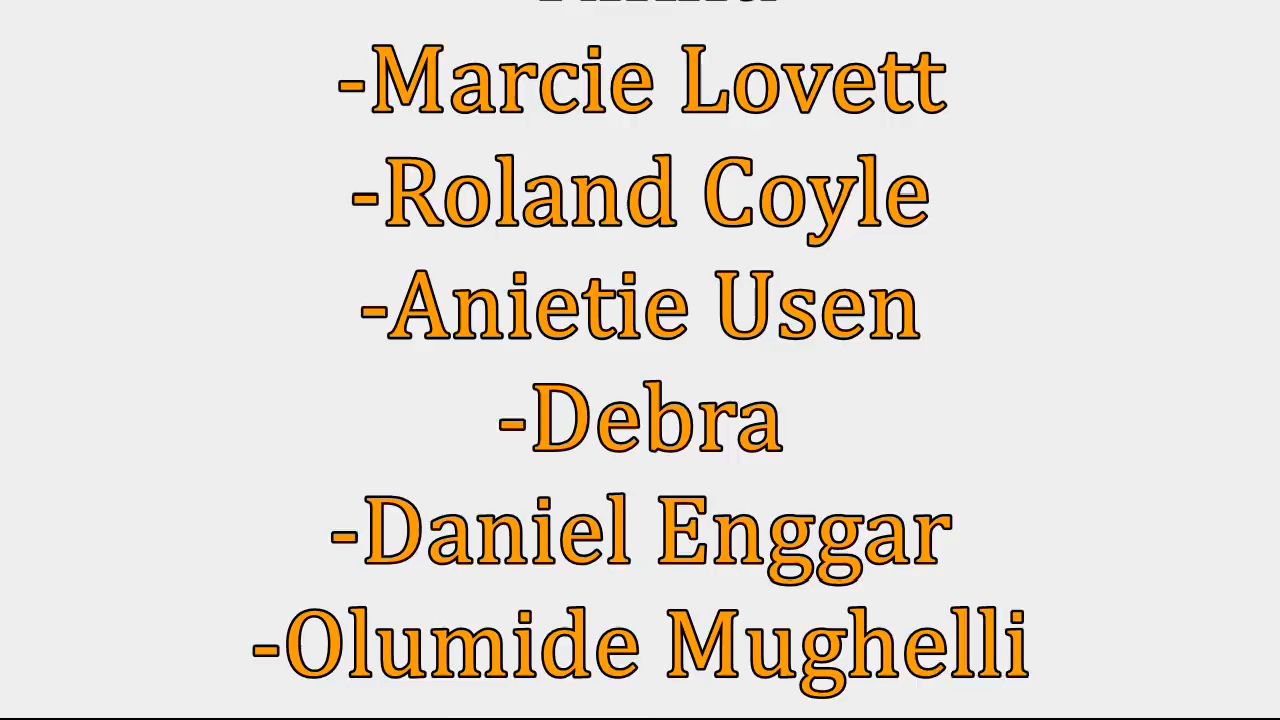 -Marcie Lovett
-Roland Coyle
-Anietie Usen
-Debra
-Daniel Enggar
-Olumide Mughelli